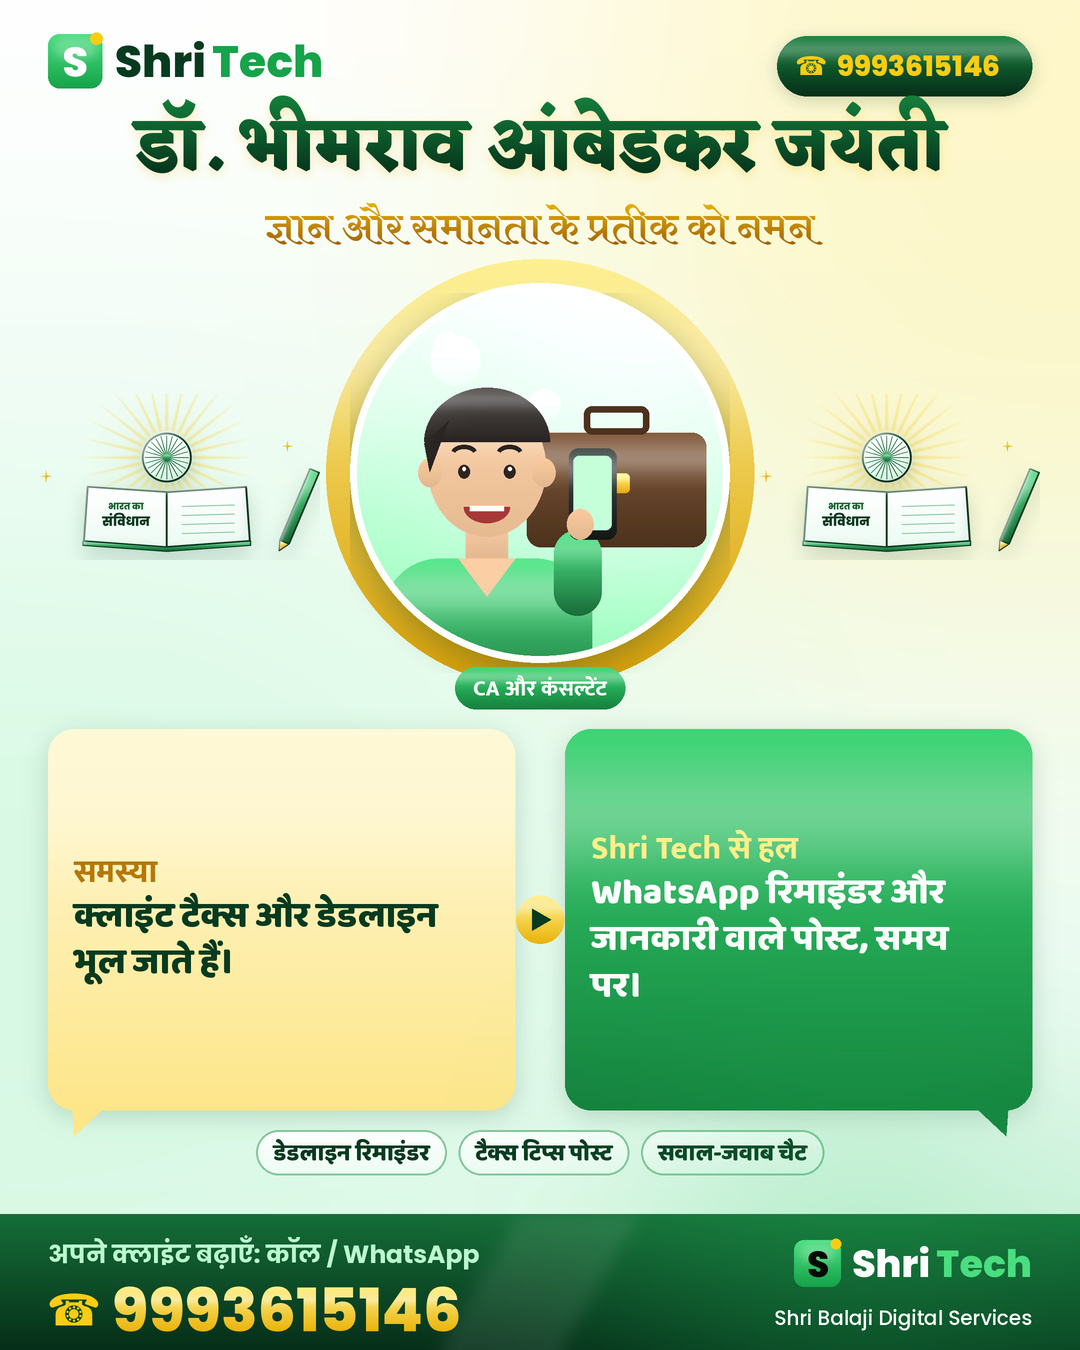 S Shri Tech
☎ 9993615146
डॉ. भीमराव आंबेडकर जयंती
ज्ञान और समानता के प्रतीक को नमन
भारत का
संविधान
भारत का
संविधान
CA और कंसल्टेंट
समस्या
क्लाइंट टैक्स और डेडलाइन
भूल जाते हैं।
Shri Tech से हल
WhatsApp रिमाइंडर और
जानकारी वाले पोस्ट, समय
पर।
डेडलाइन रिमाइंडर
टैक्स टिप्स पोस्ट
सवाल-जवाब चैट
अपने क्लाइंट बढ़ाएँ: कॉल / WhatsApp
☎ 9993615146
S Shri Tech
Shri Balaji Digital Services